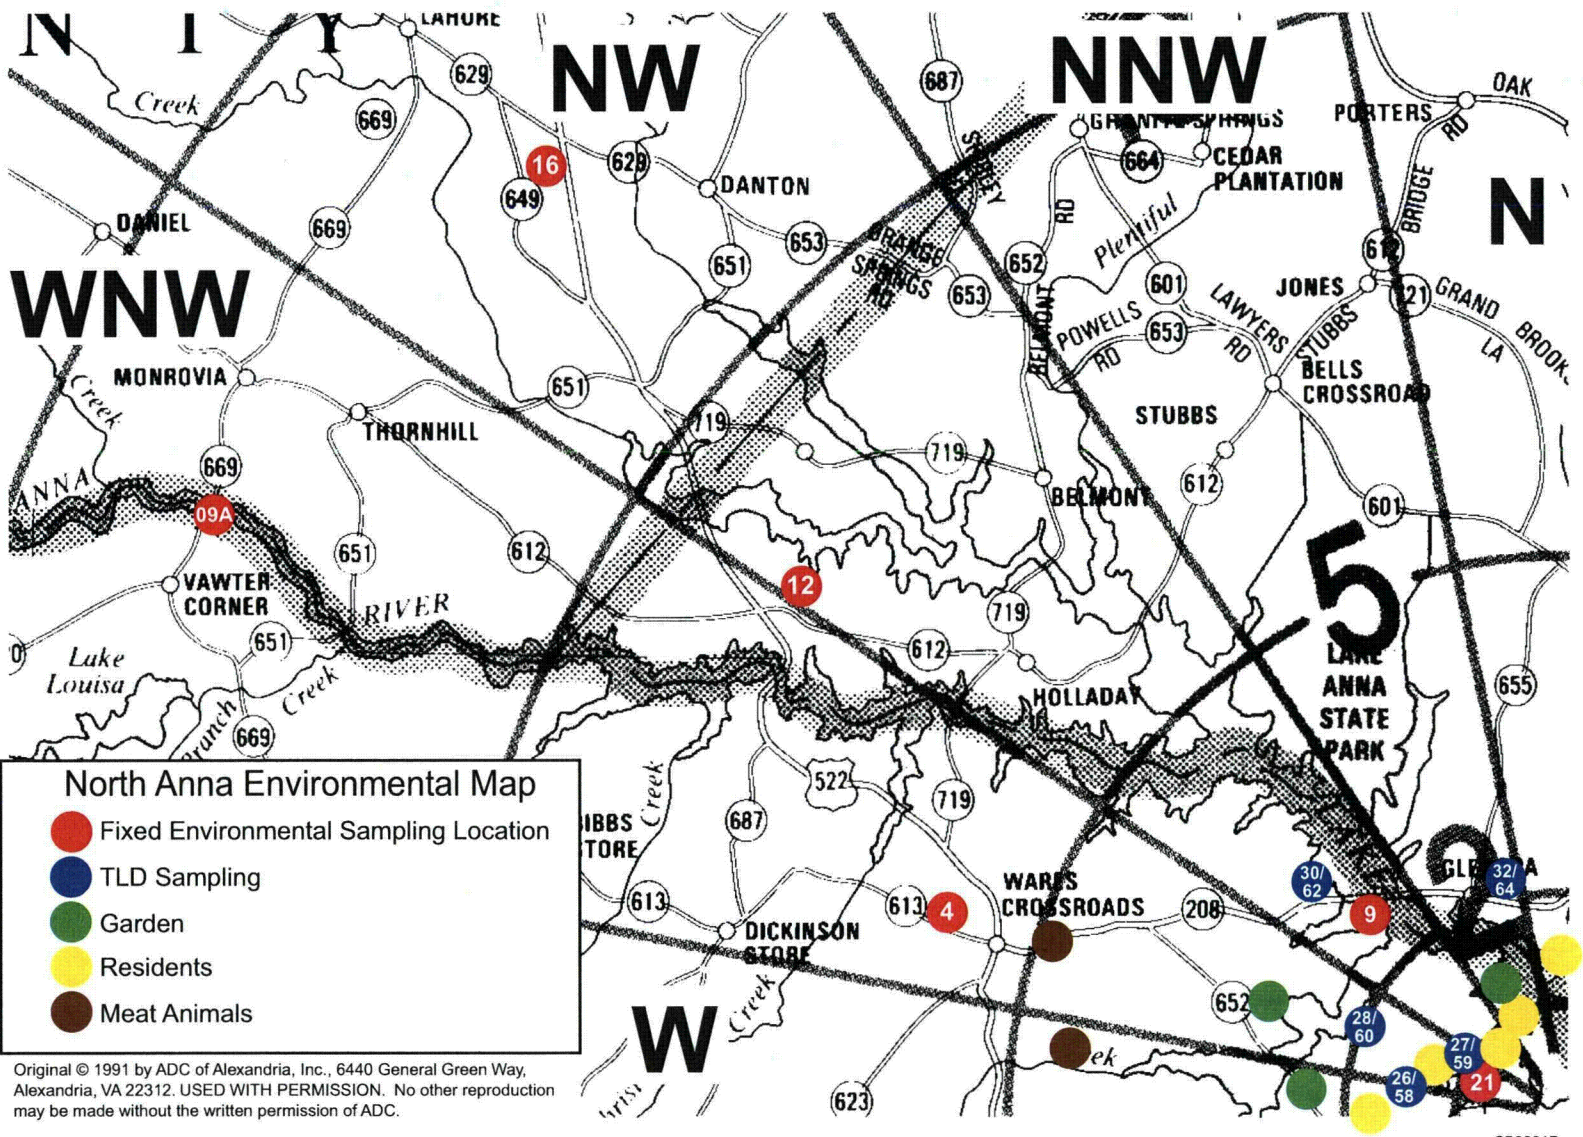 N T Y
LAHORE
NW
NNW
N
WNW
W
Creek
629
669
687
OAK
PORTERS
RD
BRIDGE
GRANITE SPRINGS
664
CEDAR
PLANTATION
16
629
649
DANTON
DANIEL
669
653
651
ORANGE
SPRINGS
RD
653
652
RD
Plentiful
601
612
JONES
GRAND
LA
BROOK
BELMONT
POWELLS
RD
653
LAWYERS
RD
STUBBS
BELLS
CROSSROAD
MONROVIA
Creek
651
THORNHILL
719
719
STUBBS
612
BELMONT
601
669
ANNA
09A
651
612
12
719
5
VAWTER
CORNER
RIVER
651
612
Lake
Louisa
Creek
Branch
669
HOLLADAY
LAKE
ANNA
STATE
PARK
655
522
719
687
Creek
North Anna Environmental Map
Fixed Environmental Sampling Location
TLD Sampling
Garden
Residents
Meat Animals
STORE
613
613
4
DICKINSON
STORE
WARES
CROSSROADS
208
30/
62
9
2
32/
64
652
28/
60
27/
59
26/
58
21
Creek
ek
623
Original © 1991 by ADC of Alexandria, Inc., 6440 General Green Way,
Alexandria, VA 22312. USED WITH PERMISSION. No other reproduction
may be made without the written permission of ADC.